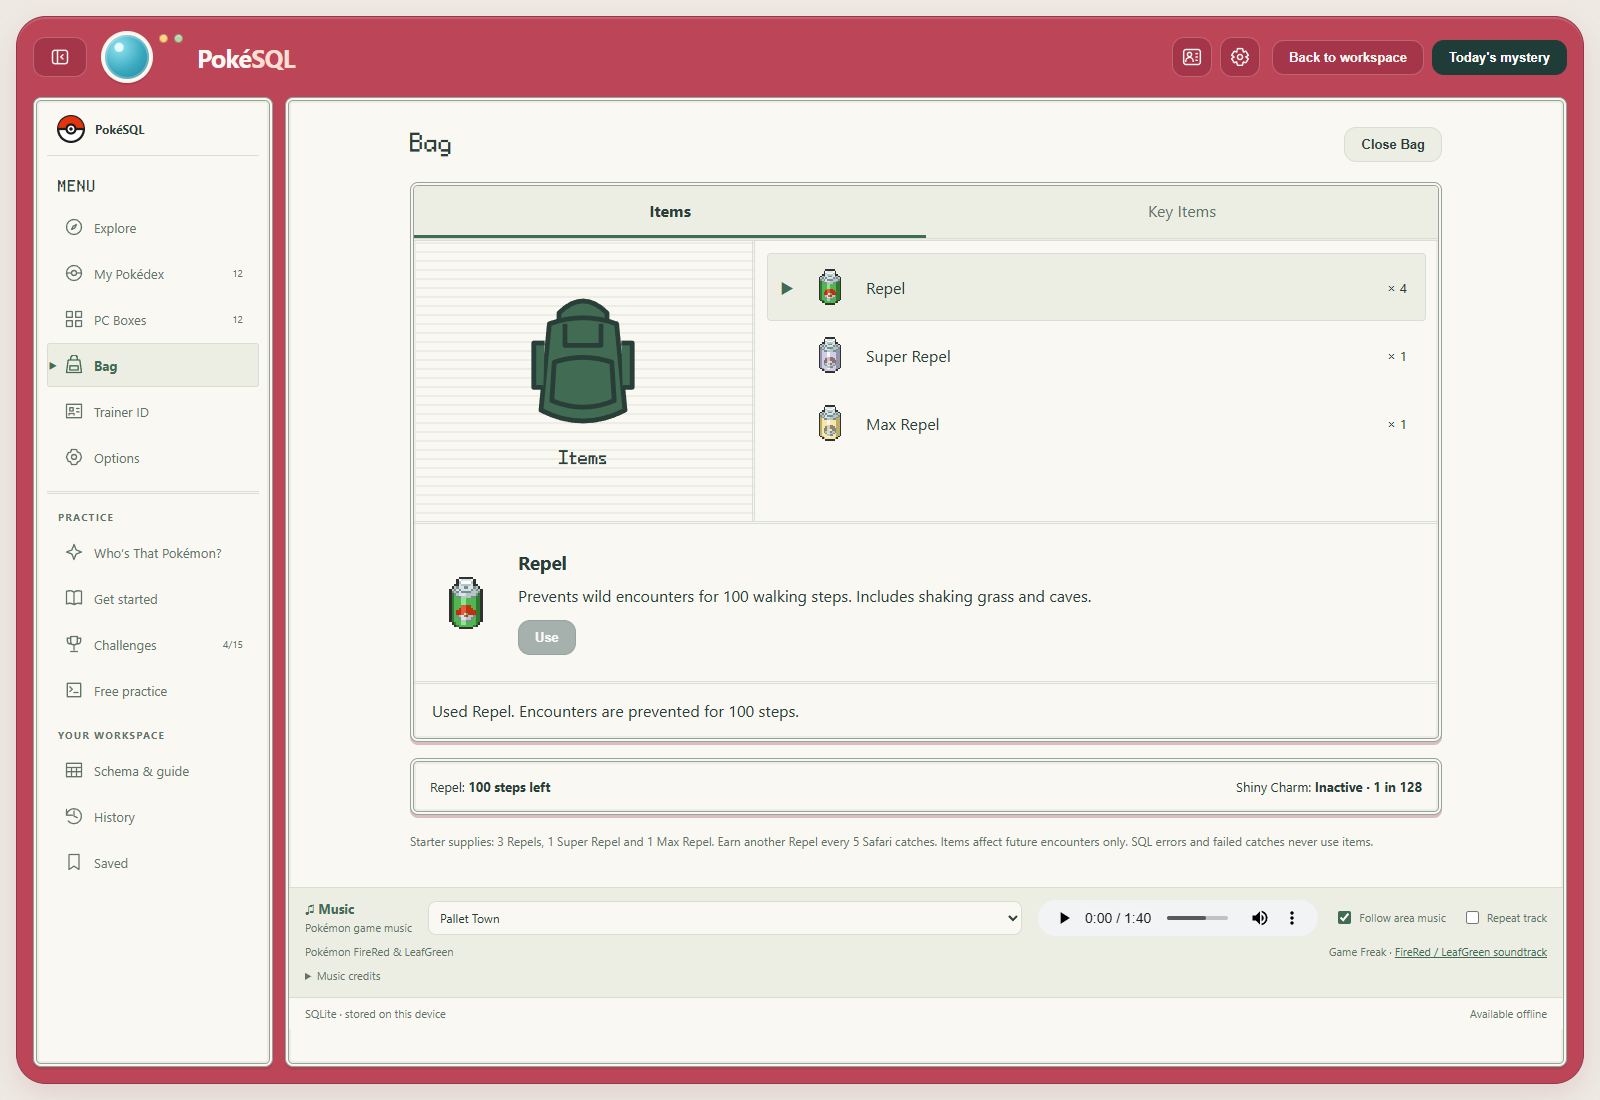 PokéSQL
Back to workspace
Today's mystery
PokéSQL
MENU
Explore
My Pokédex 12
PC Boxes 12
Bag
Trainer ID
Options
PRACTICE
Who's That Pokémon?
Get started
Challenges 4/15
Free practice
YOUR WORKSPACE
Schema & guide
History
Saved
Bag
Close Bag
Items
Key Items
Items
Repel × 4
Super Repel × 1
Max Repel × 1
Repel
Prevents wild encounters for 100 walking steps. Includes shaking grass and caves.
Use
Used Repel. Encounters are prevented for 100 steps.
Repel: 100 steps left
Shiny Charm: Inactive · 1 in 128
Starter supplies: 3 Repels, 1 Super Repel and 1 Max Repel. Earn another Repel every 5 Safari catches. Items affect future encounters only. SQL errors and failed catches never use items.
♫ Music
Pokémon game music
Pallet Town
0:00 / 1:40
Follow area music
Repeat track
Pokémon FireRed & LeafGreen
Game Freak · FireRed / LeafGreen soundtrack
Music credits
SQLite · stored on this device
Available offline